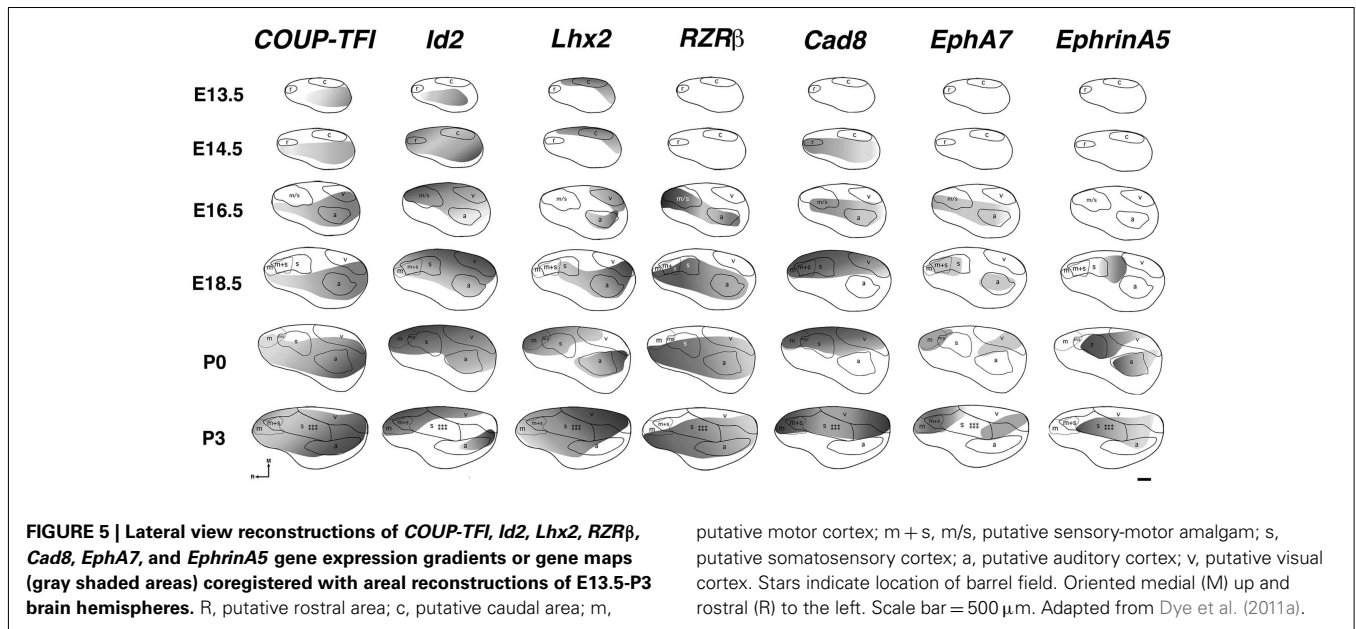 COUP-TFI Id2 Lhx2 RZRβ Cad8 EphA7 EphrinA5
E13.5 r c r c r c r c r c r c r c
E14.5 r c r c r c r c r c r c
E16.5 m/s v a m/s v a m/s v a m/s v a m/s v a m/s v a m/s v a
E18.5 m m+s s v a m m+s s v a m m+s s v a m m+s s v a m m+s s v a m m+s s v a m m+s s v a
P0 m s v a m s v a m s v a m s v a m s v a m s v a m s v a
P3 m m+s s v a m m+s s v a m m+s s v a m m+s s v a m m+s s v a m m+s s v a m m+s s v a
M
R
FIGURE 5 | Lateral view reconstructions of COUP-TFI, Id2, Lhx2, RZRβ,
Cad8, EphA7, and EphrinA5 gene expression gradients or gene maps
(gray shaded areas) coregistered with areal reconstructions of E13.5-P3
brain hemispheres. R, putative rostral area; c, putative caudal area; m,
putative motor cortex; m + s, m/s, putative sensory-motor amalgam; s,
putative somatosensory cortex; a, putative auditory cortex; v, putative visual
cortex. Stars indicate location of barrel field. Oriented medial (M) up and
rostral (R) to the left. Scale bar = 500 μm. Adapted from Dye et al. (2011a).